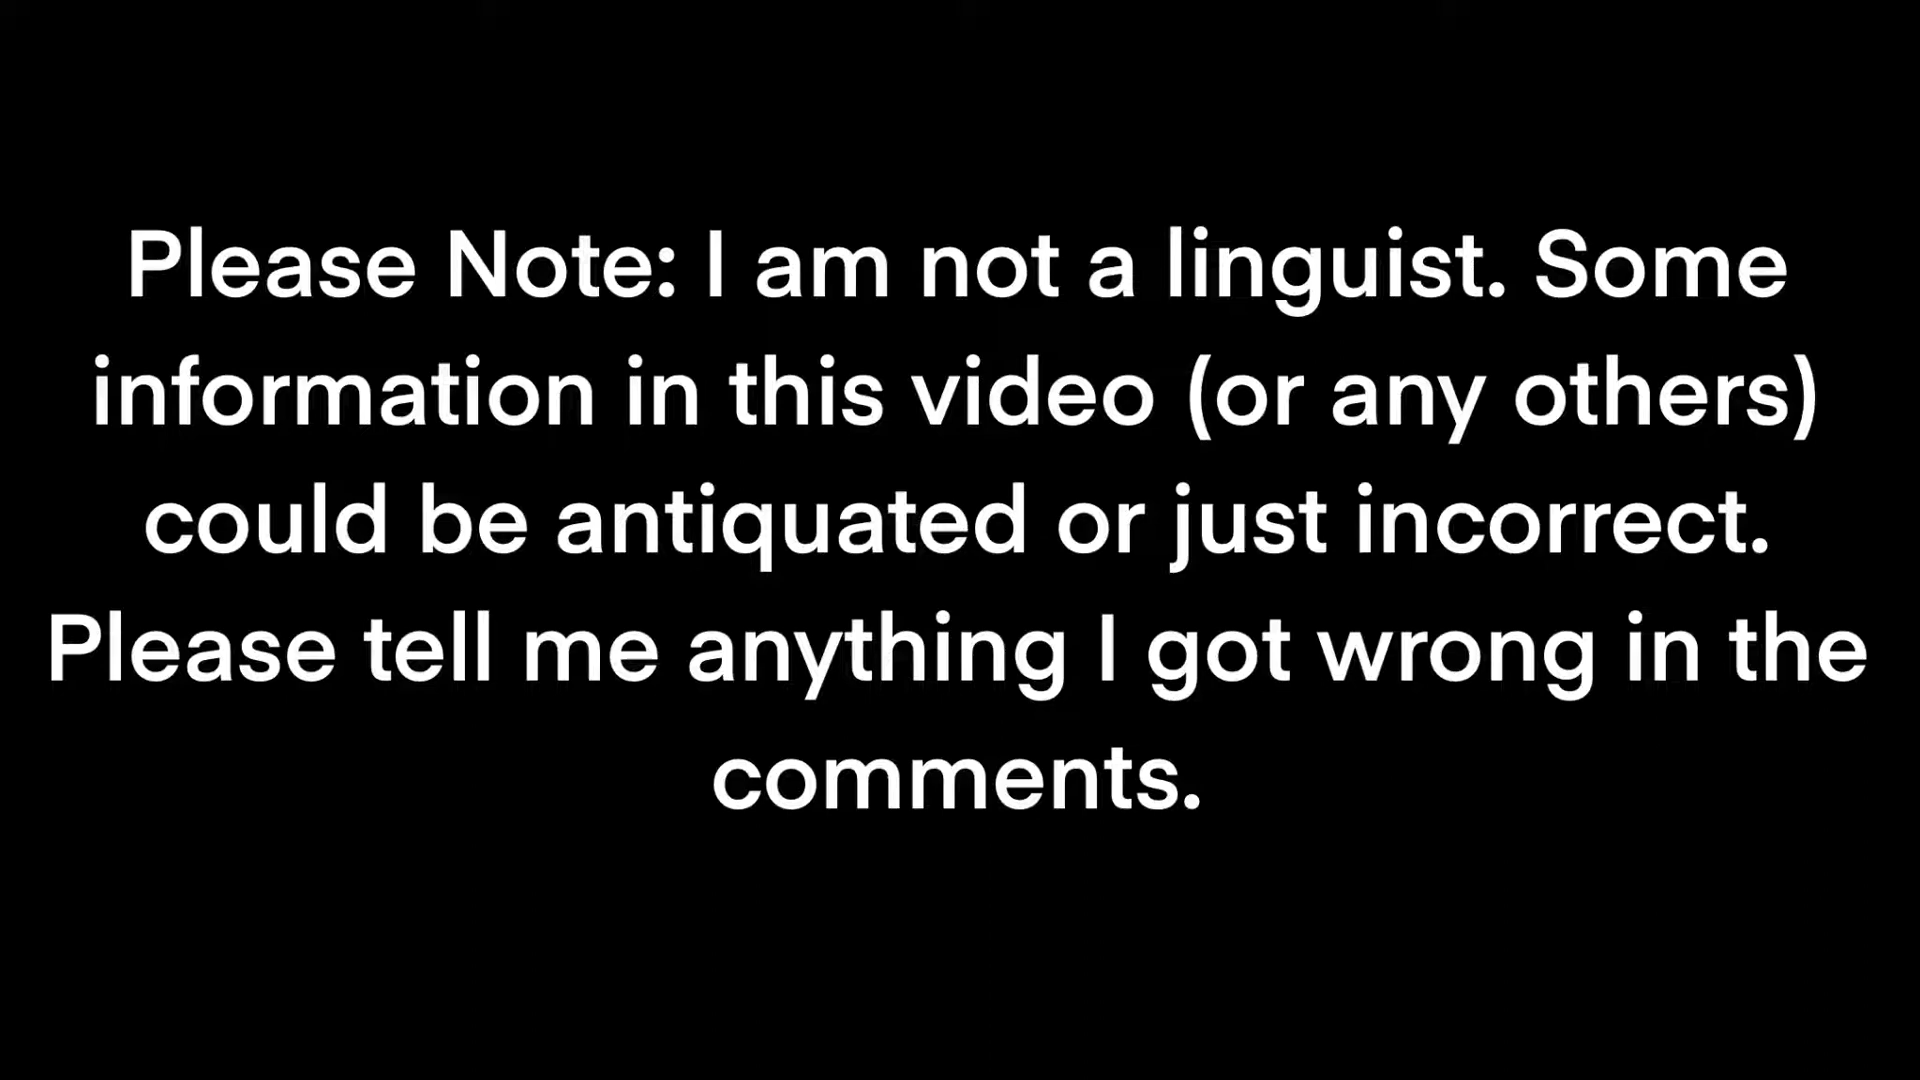 Please Note: I am not a linguist. Some
information in this video (or any others)
could be antiquated or just incorrect.
Please tell me anything I got wrong in the
comments.